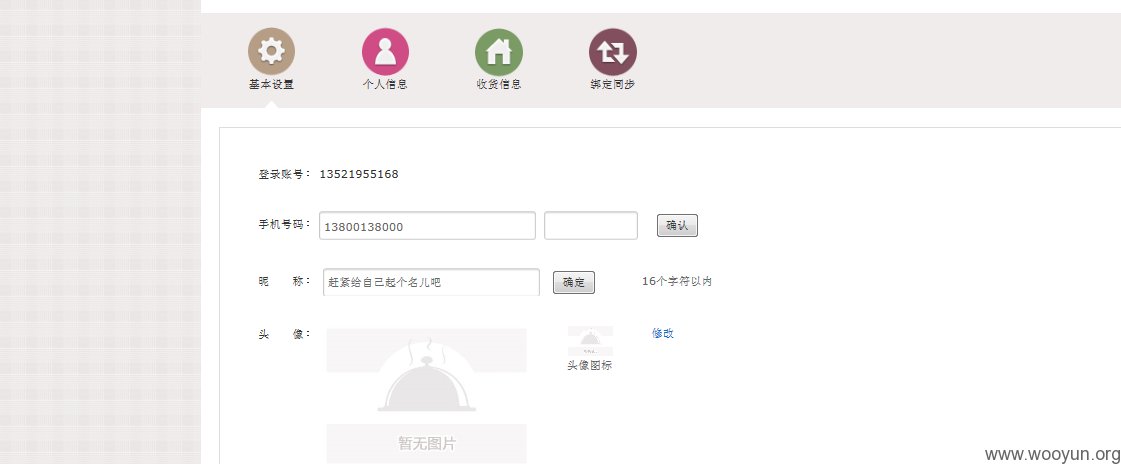 基本设置 个人信息 收货信息 绑定同步
登录账号： 13521955168
手机号码： 13800138000 确认
昵 称： 赶紧给自己起个名儿吧 确定 16个字符以内
头 像： 修改
头像图标
暂无图片
www.wooyun.org